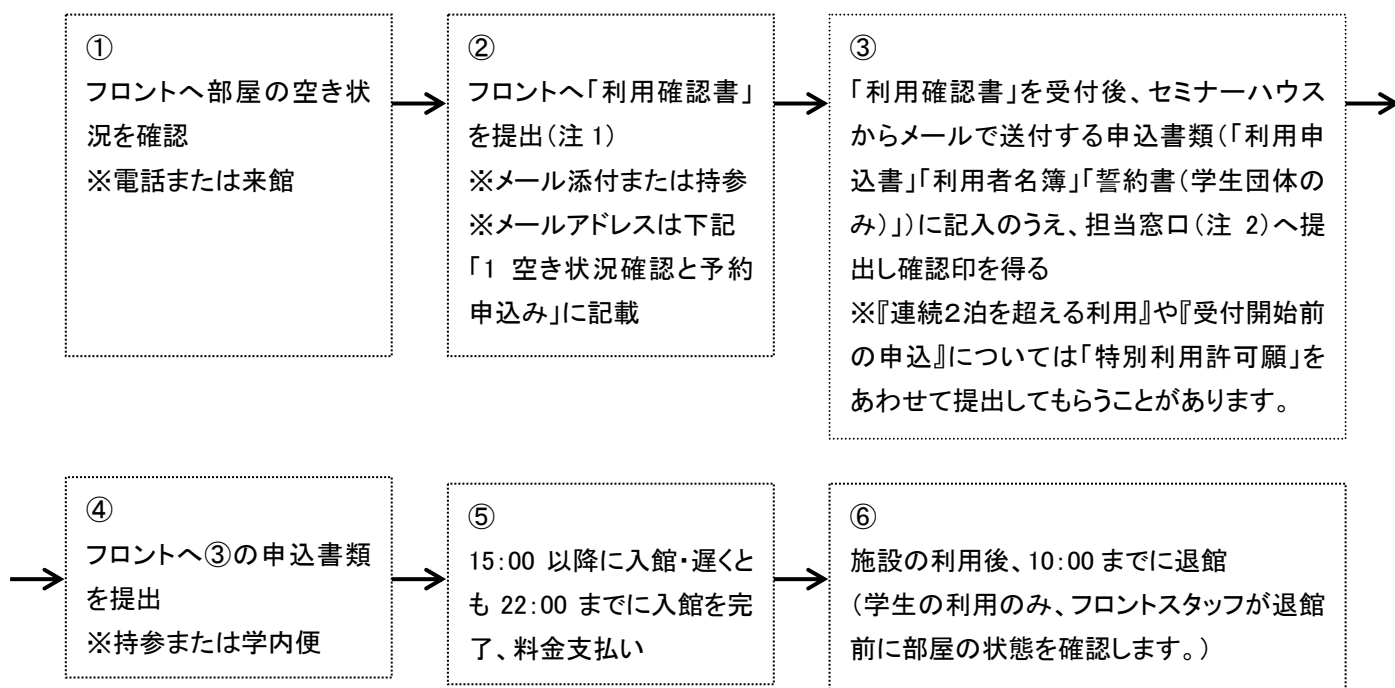 ①
フロントへ部屋の空き状
況を確認
※電話または来館
②
フロントへ「利用確認書」
を提出(注 1)
※メール添付または持参
※メールアドレスは下記
「1 空き状況確認と予約
申込み」に記載
③
「利用確認書」を受付後、セミナーハウス
からメールで送付する申込書類(「利用申
込書」「利用者名簿」「誓約書(学生団体の
み)」)に記入のうえ、担当窓口(注 2)へ提
出し確認印を得る
※『連続2泊を超える利用』や『受付開始前
の申込』については「特別利用許可願」を
あわせて提出してもらうことがあります。
④
フロントへ③の申込書類
を提出
※持参または学内便
⑤
15:00 以降に入館・遅くと
も 22:00 までに入館を完
了、料金支払い
⑥
施設の利用後、10:00 までに退館
(学生の利用のみ、フロントスタッフが退館
前に部屋の状態を確認します。)